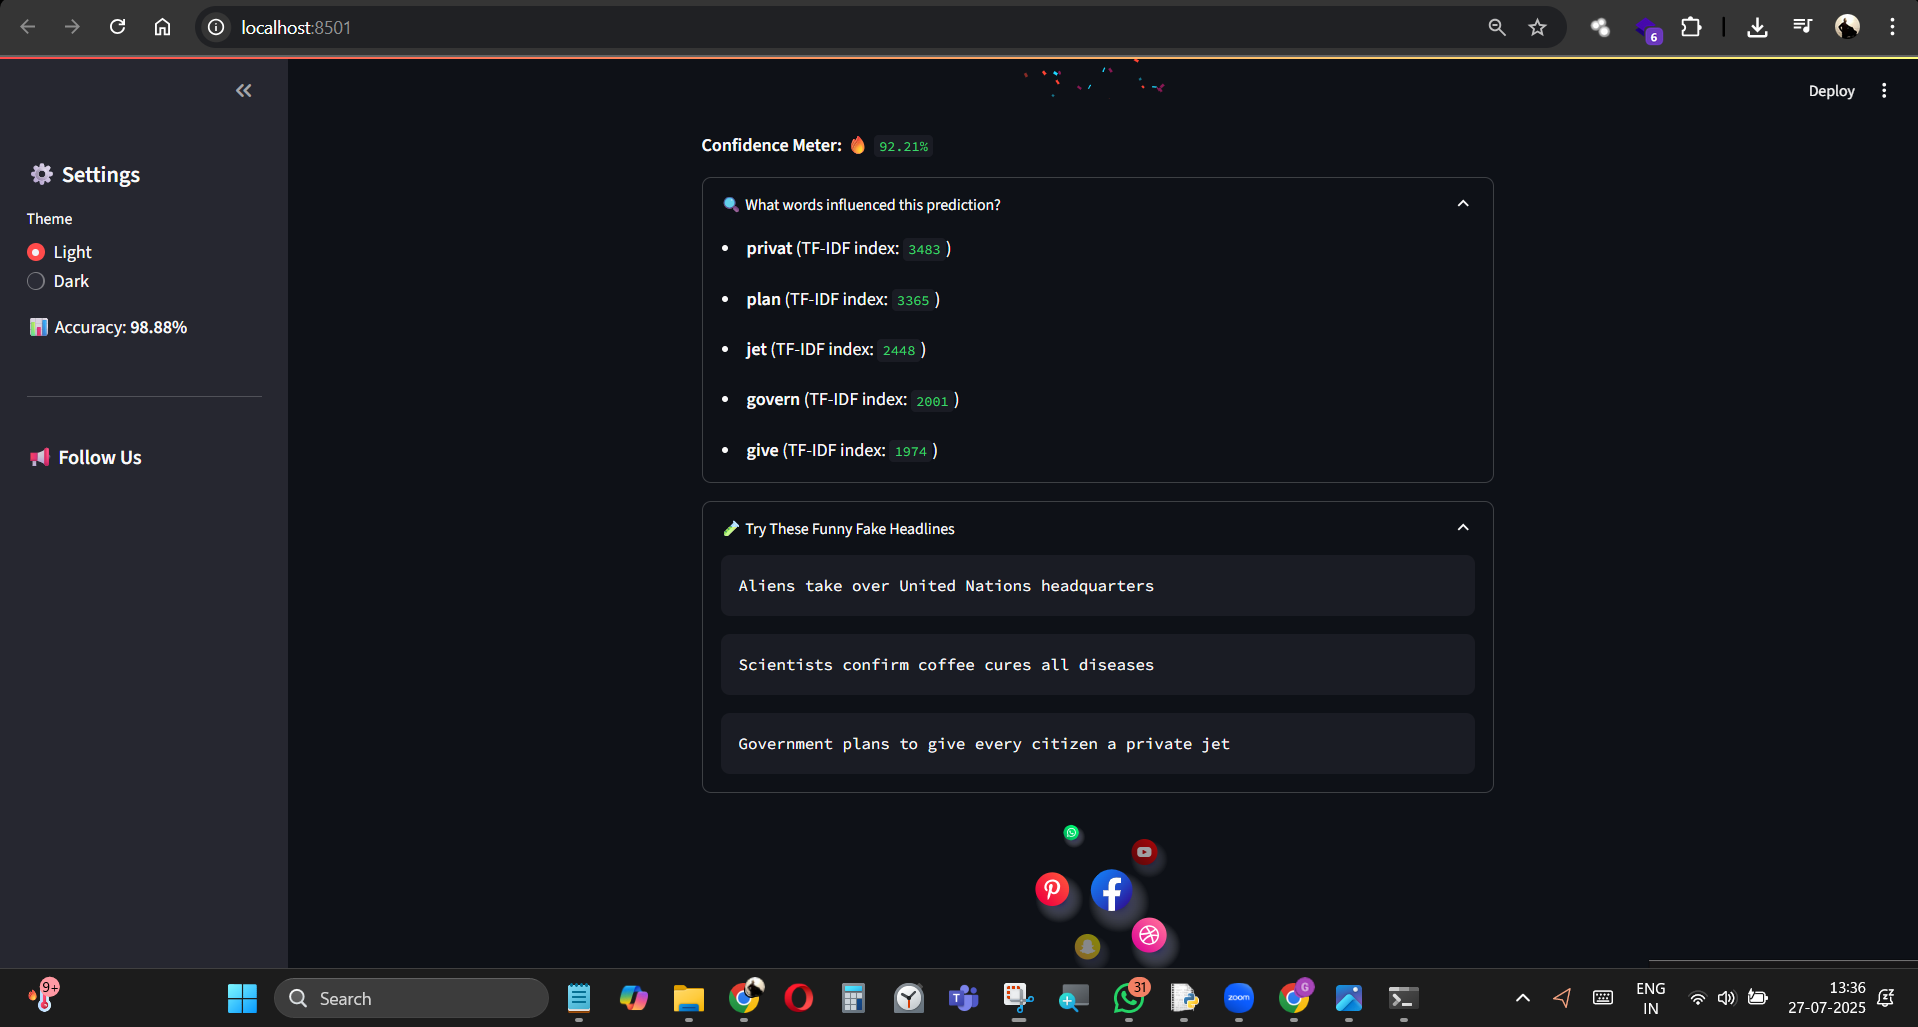 localhost:8501
6
Deploy
Settings
Theme
Light
Dark
Accuracy: 98.88%
Follow Us
Confidence Meter: 92.21%
What words influenced this prediction?
privat (TF-IDF index: 3483)
plan (TF-IDF index: 3365)
jet (TF-IDF index: 2448)
govern (TF-IDF index: 2001)
give (TF-IDF index: 1974)
Try These Funny Fake Headlines
Aliens take over United Nations headquarters
Scientists confirm coffee cures all diseases
Government plans to give every citizen a private jet
9+
Search
31
zoom
G
ENG
IN
13:36
27-07-2025